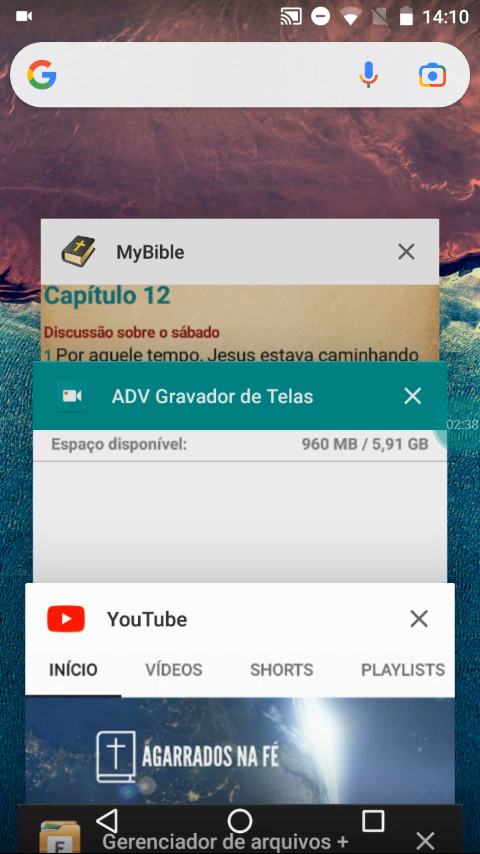 14:10
MyBible
Capítulo 12
Discussão sobre o sábado
1 Por aquele tempo, Jesus estava caminhando
ADV Gravador de Telas
02:38
Espaço disponível: 960 MB / 5,91 GB
YouTube
INÍCIO VÍDEOS SHORTS PLAYLISTS
AGARRADOS NA FÉ
Gerenciador de arquivos +